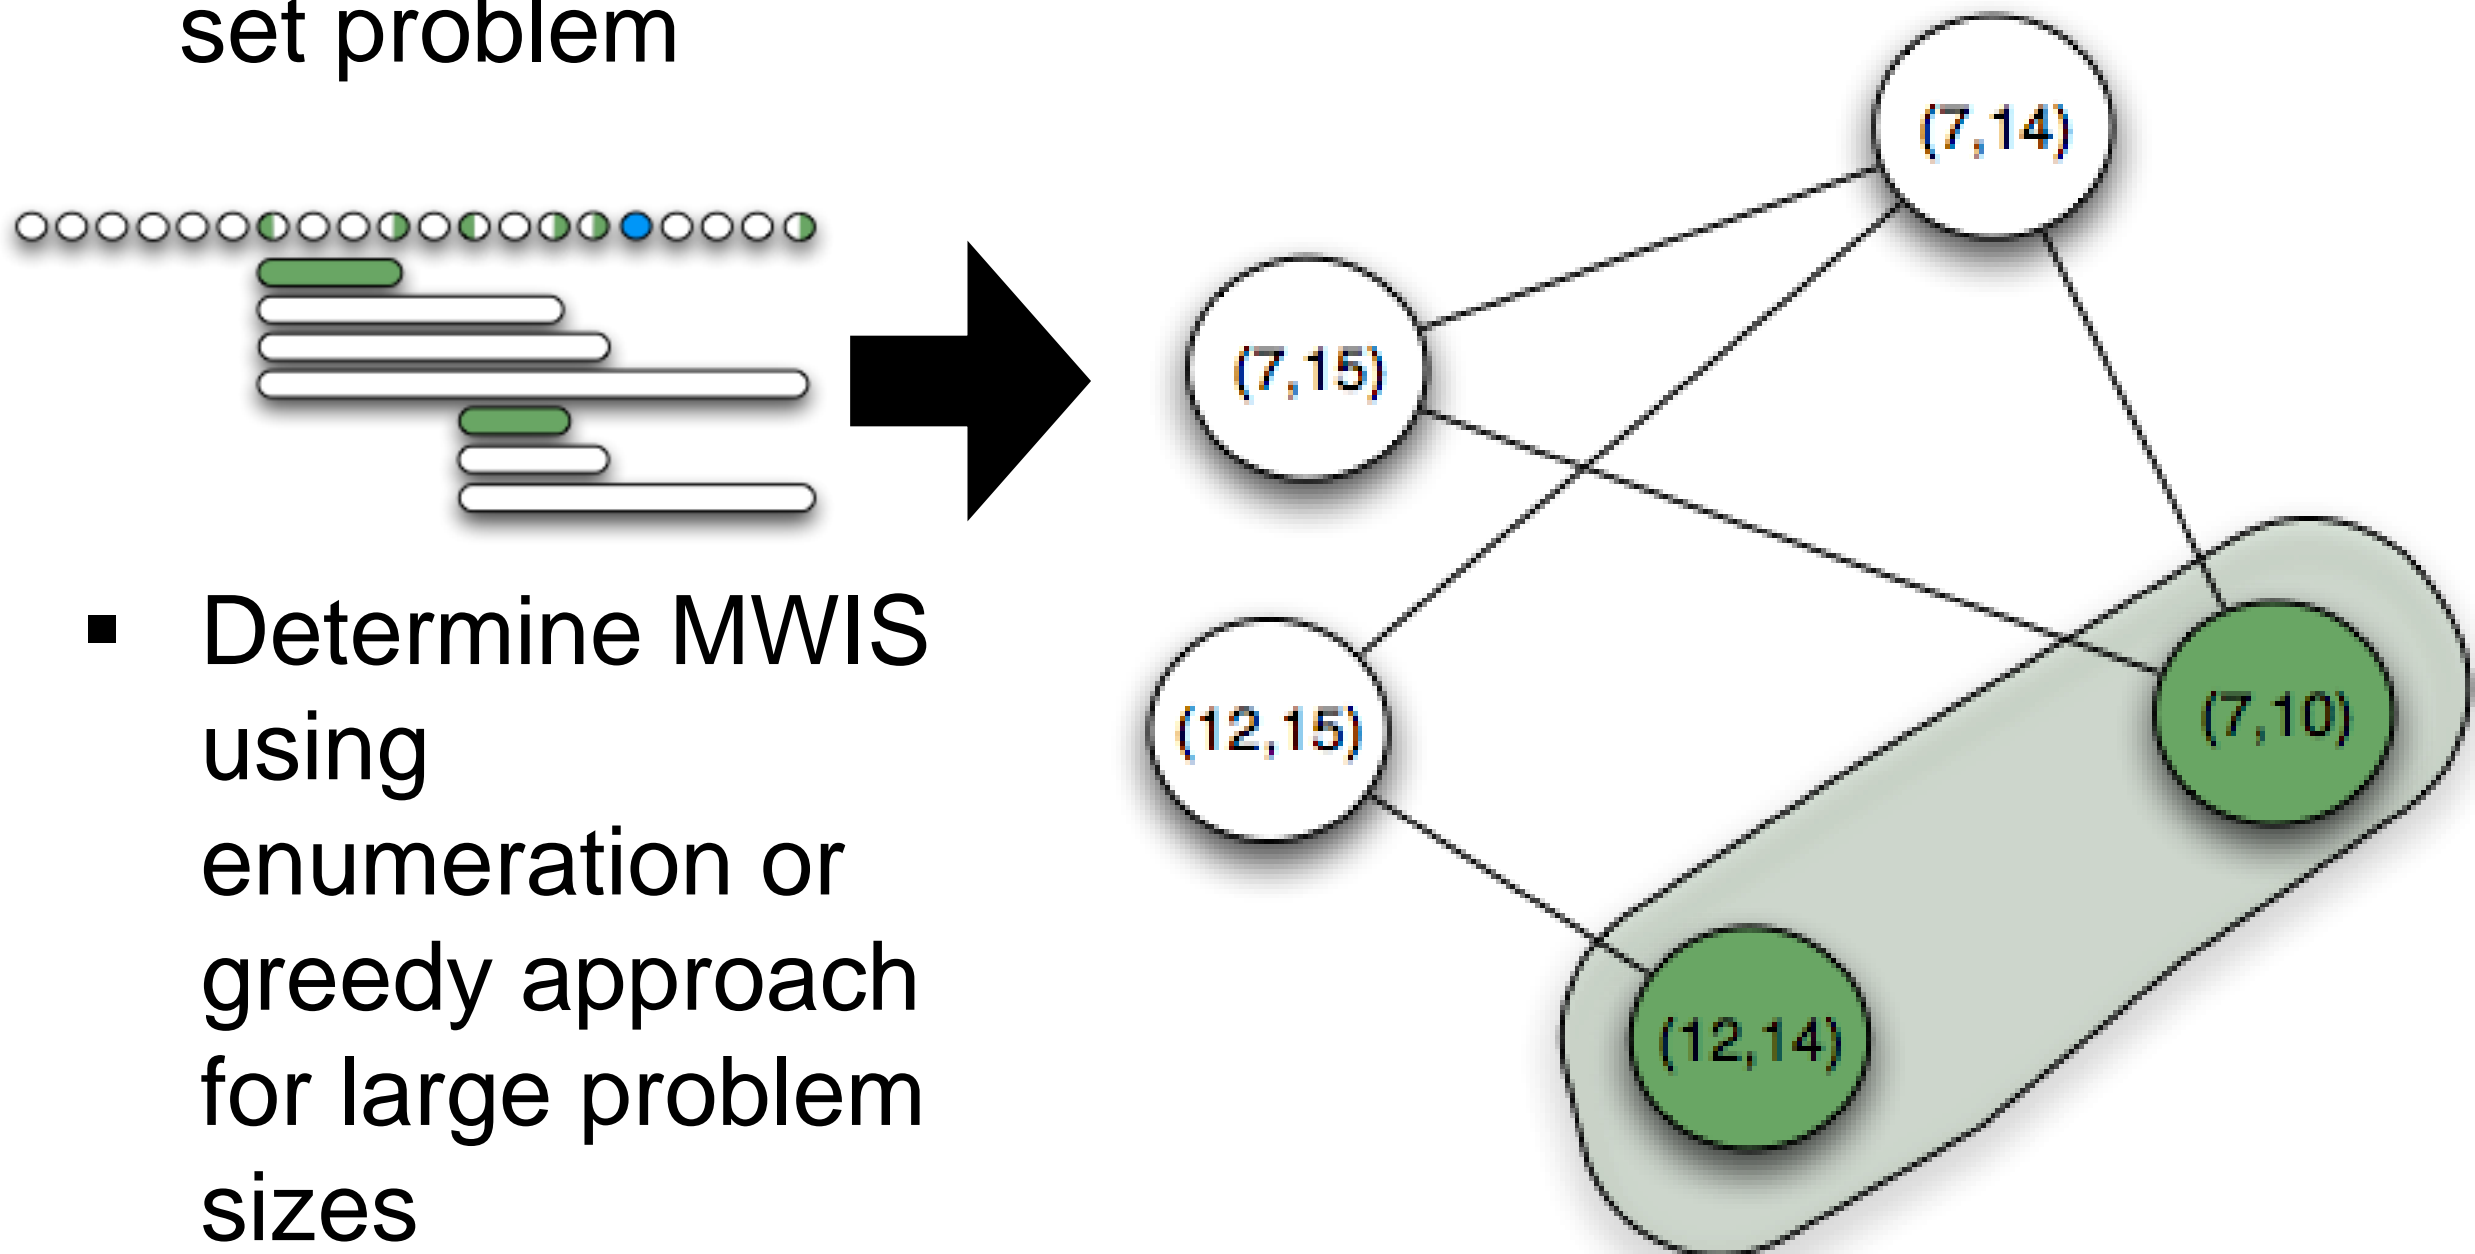 set problem
▪ Determine MWIS
using
enumeration or
greedy approach
for large problem
sizes
(7,14)
(7,15)
(12,15)
(7,10)
(12,14)